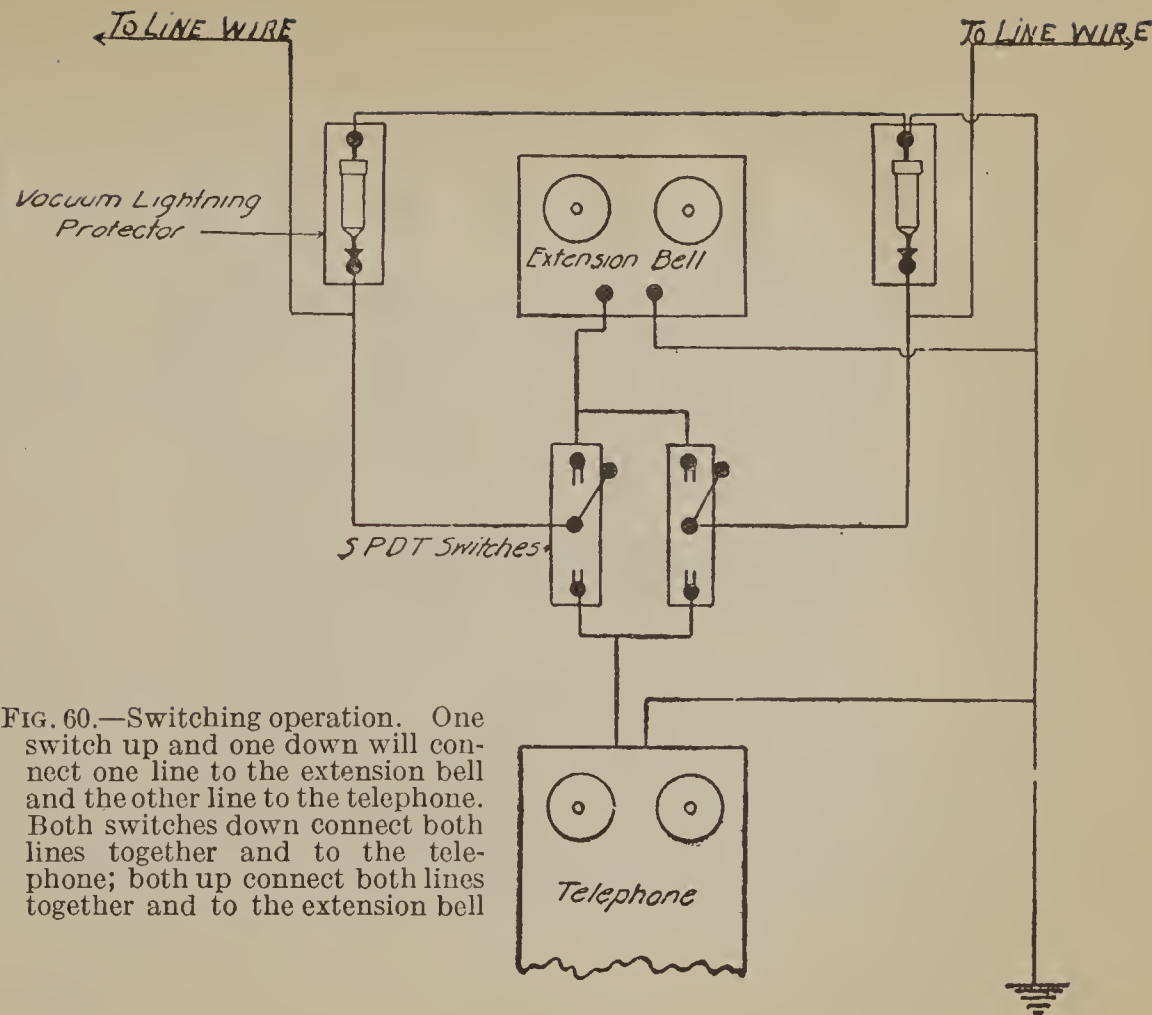 TO LINE WIRE
TO LINE WIRE
Vacuum Lightning
Protector
Extension Bell
SPDT Switches
FIG. 60.—Switching operation. One
switch up and one down will con-
nect one line to the extension bell
and the other line to the telephone.
Both switches down connect both
lines together and to the tele-
phone; both up connect both lines
together and to the extension bell
Telephone